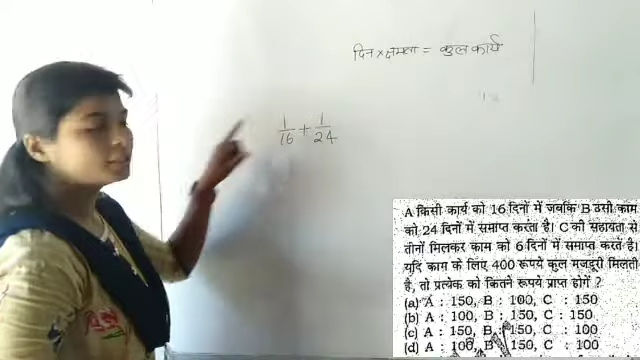 दिन × क्षमता = कुल कार्य
1/16 + 1/24
A किसी कार्य को 16 दिनों में जबकि B उसी काम
को 24 दिनों में समाप्त करता है। C की सहायता से
तीनों मिलकर काम को 6 दिनों में समाप्त करते है।
यदि काम के लिए 400 रूपये कुल मजदूरी मिलती
है, तो प्रत्येक को कितने रूपये प्राप्त होगें ?
(a) A : 150, B : 100, C : 150
(b) A : 100, B : 150, C : 150
(c) A : 150, B : 150, C : 100
(d) A : 100, B : 150, C : 100